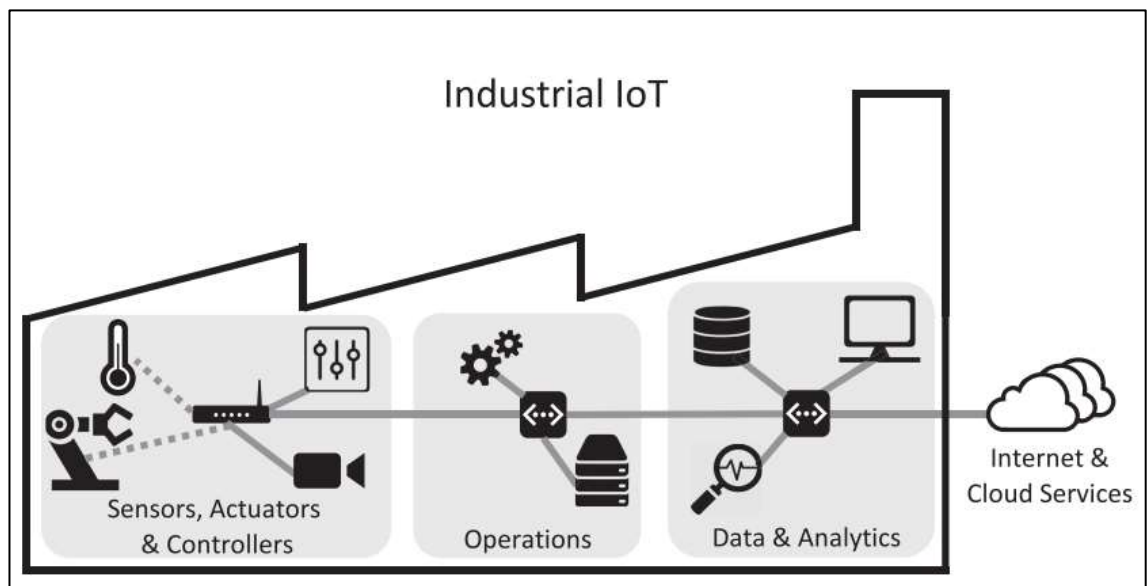 Industrial IoT
Sensors, Actuators
& Controllers
Operations
Data & Analytics
Internet &
Cloud Services